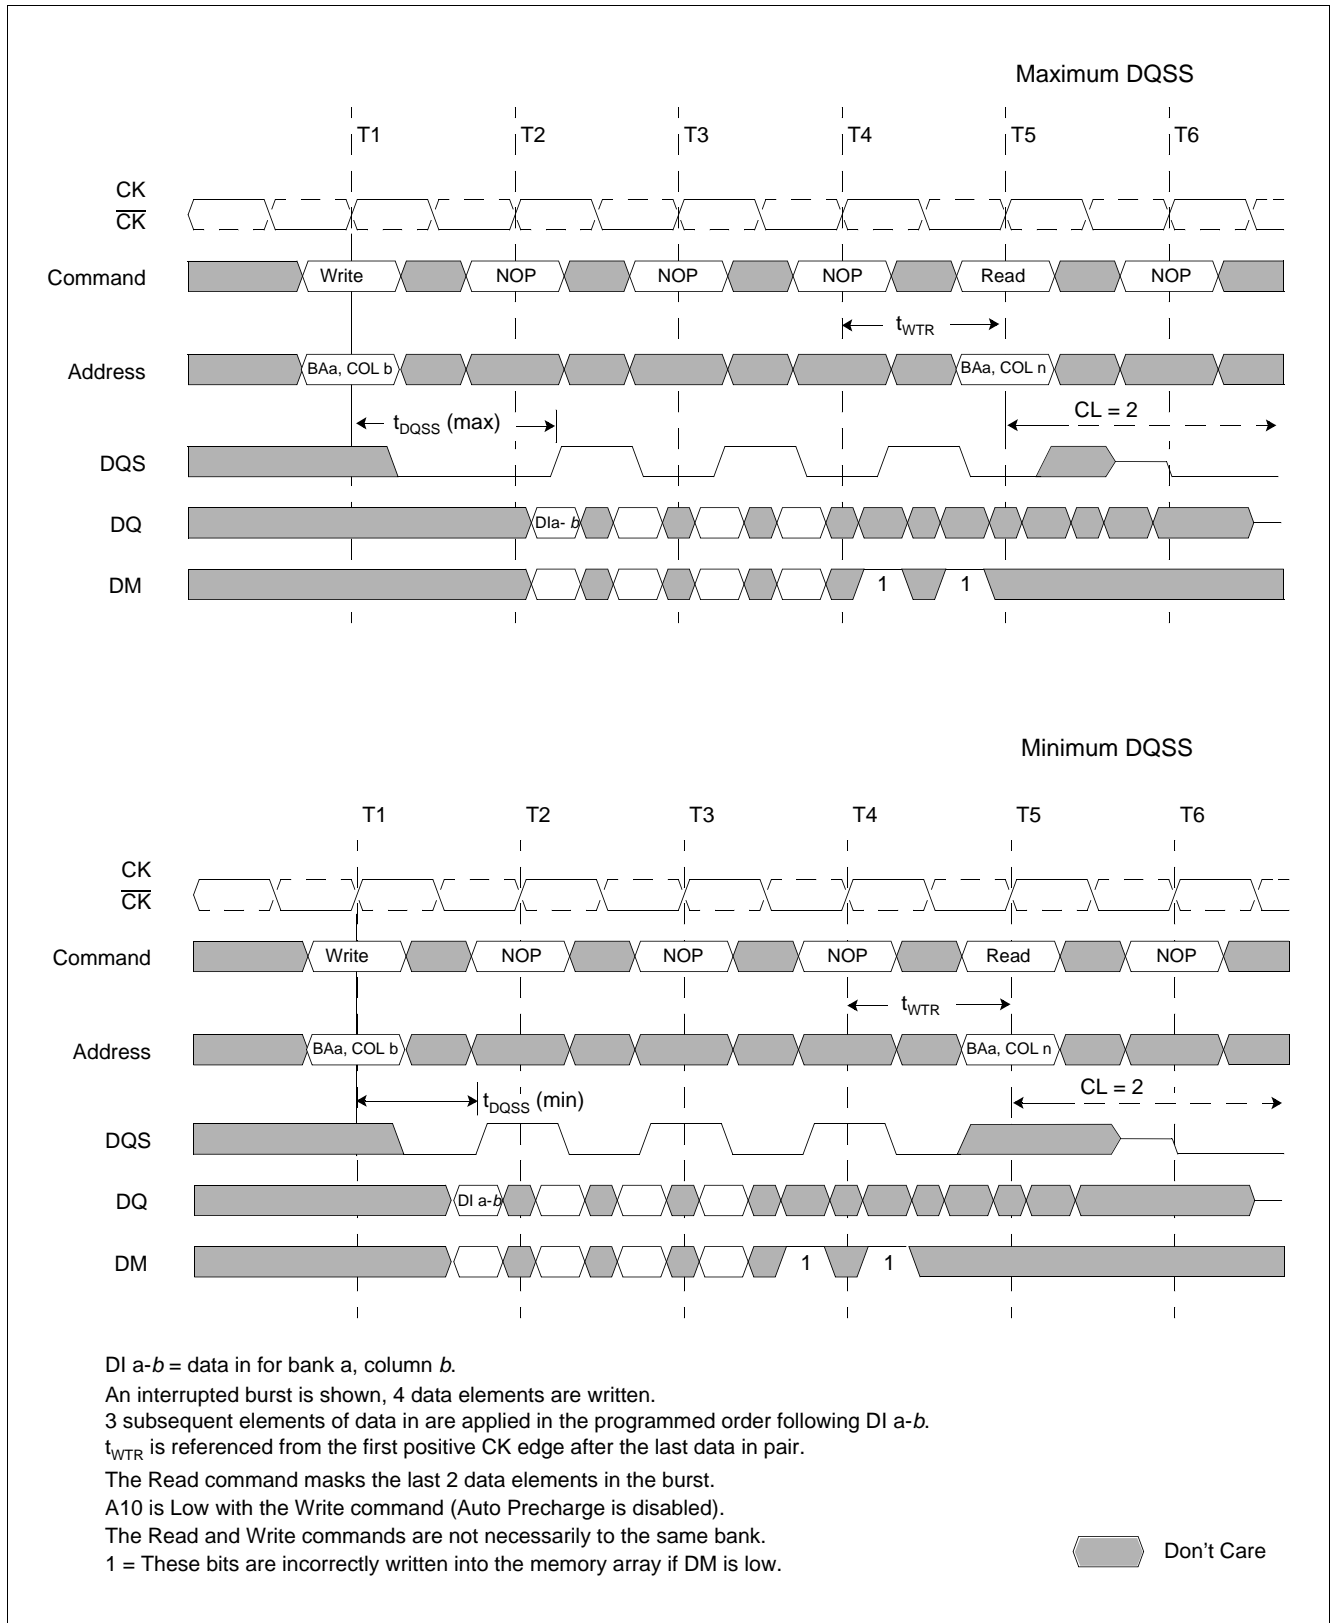 Maximum DQSS
T1 T2 T3 T4 T5 T6
CK
CK
Command Write NOP NOP NOP Read NOP
tWTR
Address BAa, COL b BAa, COL n
tDQSS (max) CL = 2
DQS
DQ DIa- b
DM 1 1
Minimum DQSS
T1 T2 T3 T4 T5 T6
CK
CK
Command Write NOP NOP NOP Read NOP
tWTR
Address BAa, COL b BAa, COL n
tDQSS (min) CL = 2
DQS
DQ DI a-b
DM 1 1
DI a-b = data in for bank a, column b.
An interrupted burst is shown, 4 data elements are written.
3 subsequent elements of data in are applied in the programmed order following DI a-b.
tWTR is referenced from the first positive CK edge after the last data in pair.
The Read command masks the last 2 data elements in the burst.
A10 is Low with the Write command (Auto Precharge is disabled).
The Read and Write commands are not necessarily to the same bank.
1 = These bits are incorrectly written into the memory array if DM is low.
Don't Care